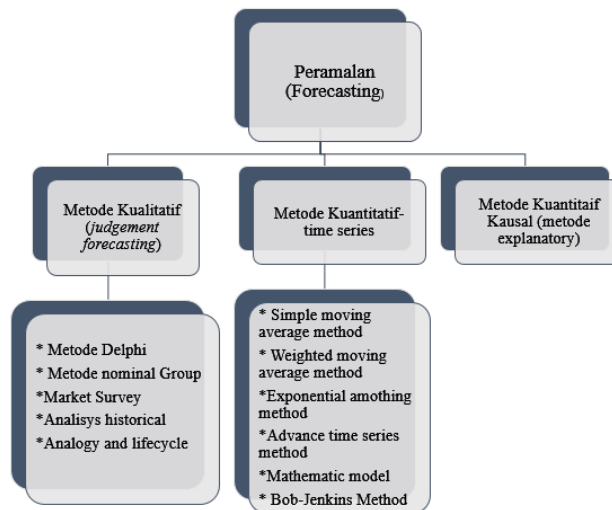 Peramalan
(Forecasting)
Metode Kualitatif
(judgement
forecasting)
Metode Kuantitatif-
time series
Metode Kuantitaif
Kausal (metode
explanatory)
* Metode Delphi
* Metode nominal Group
*Market Survey
*Analisys historical
*Analogy and lifecycle
* Simple moving
average method
* Weighted moving
average method
*Exponential amothing
method
*Advance time series
method
*Mathematic model
* Bob-Jenkins Method